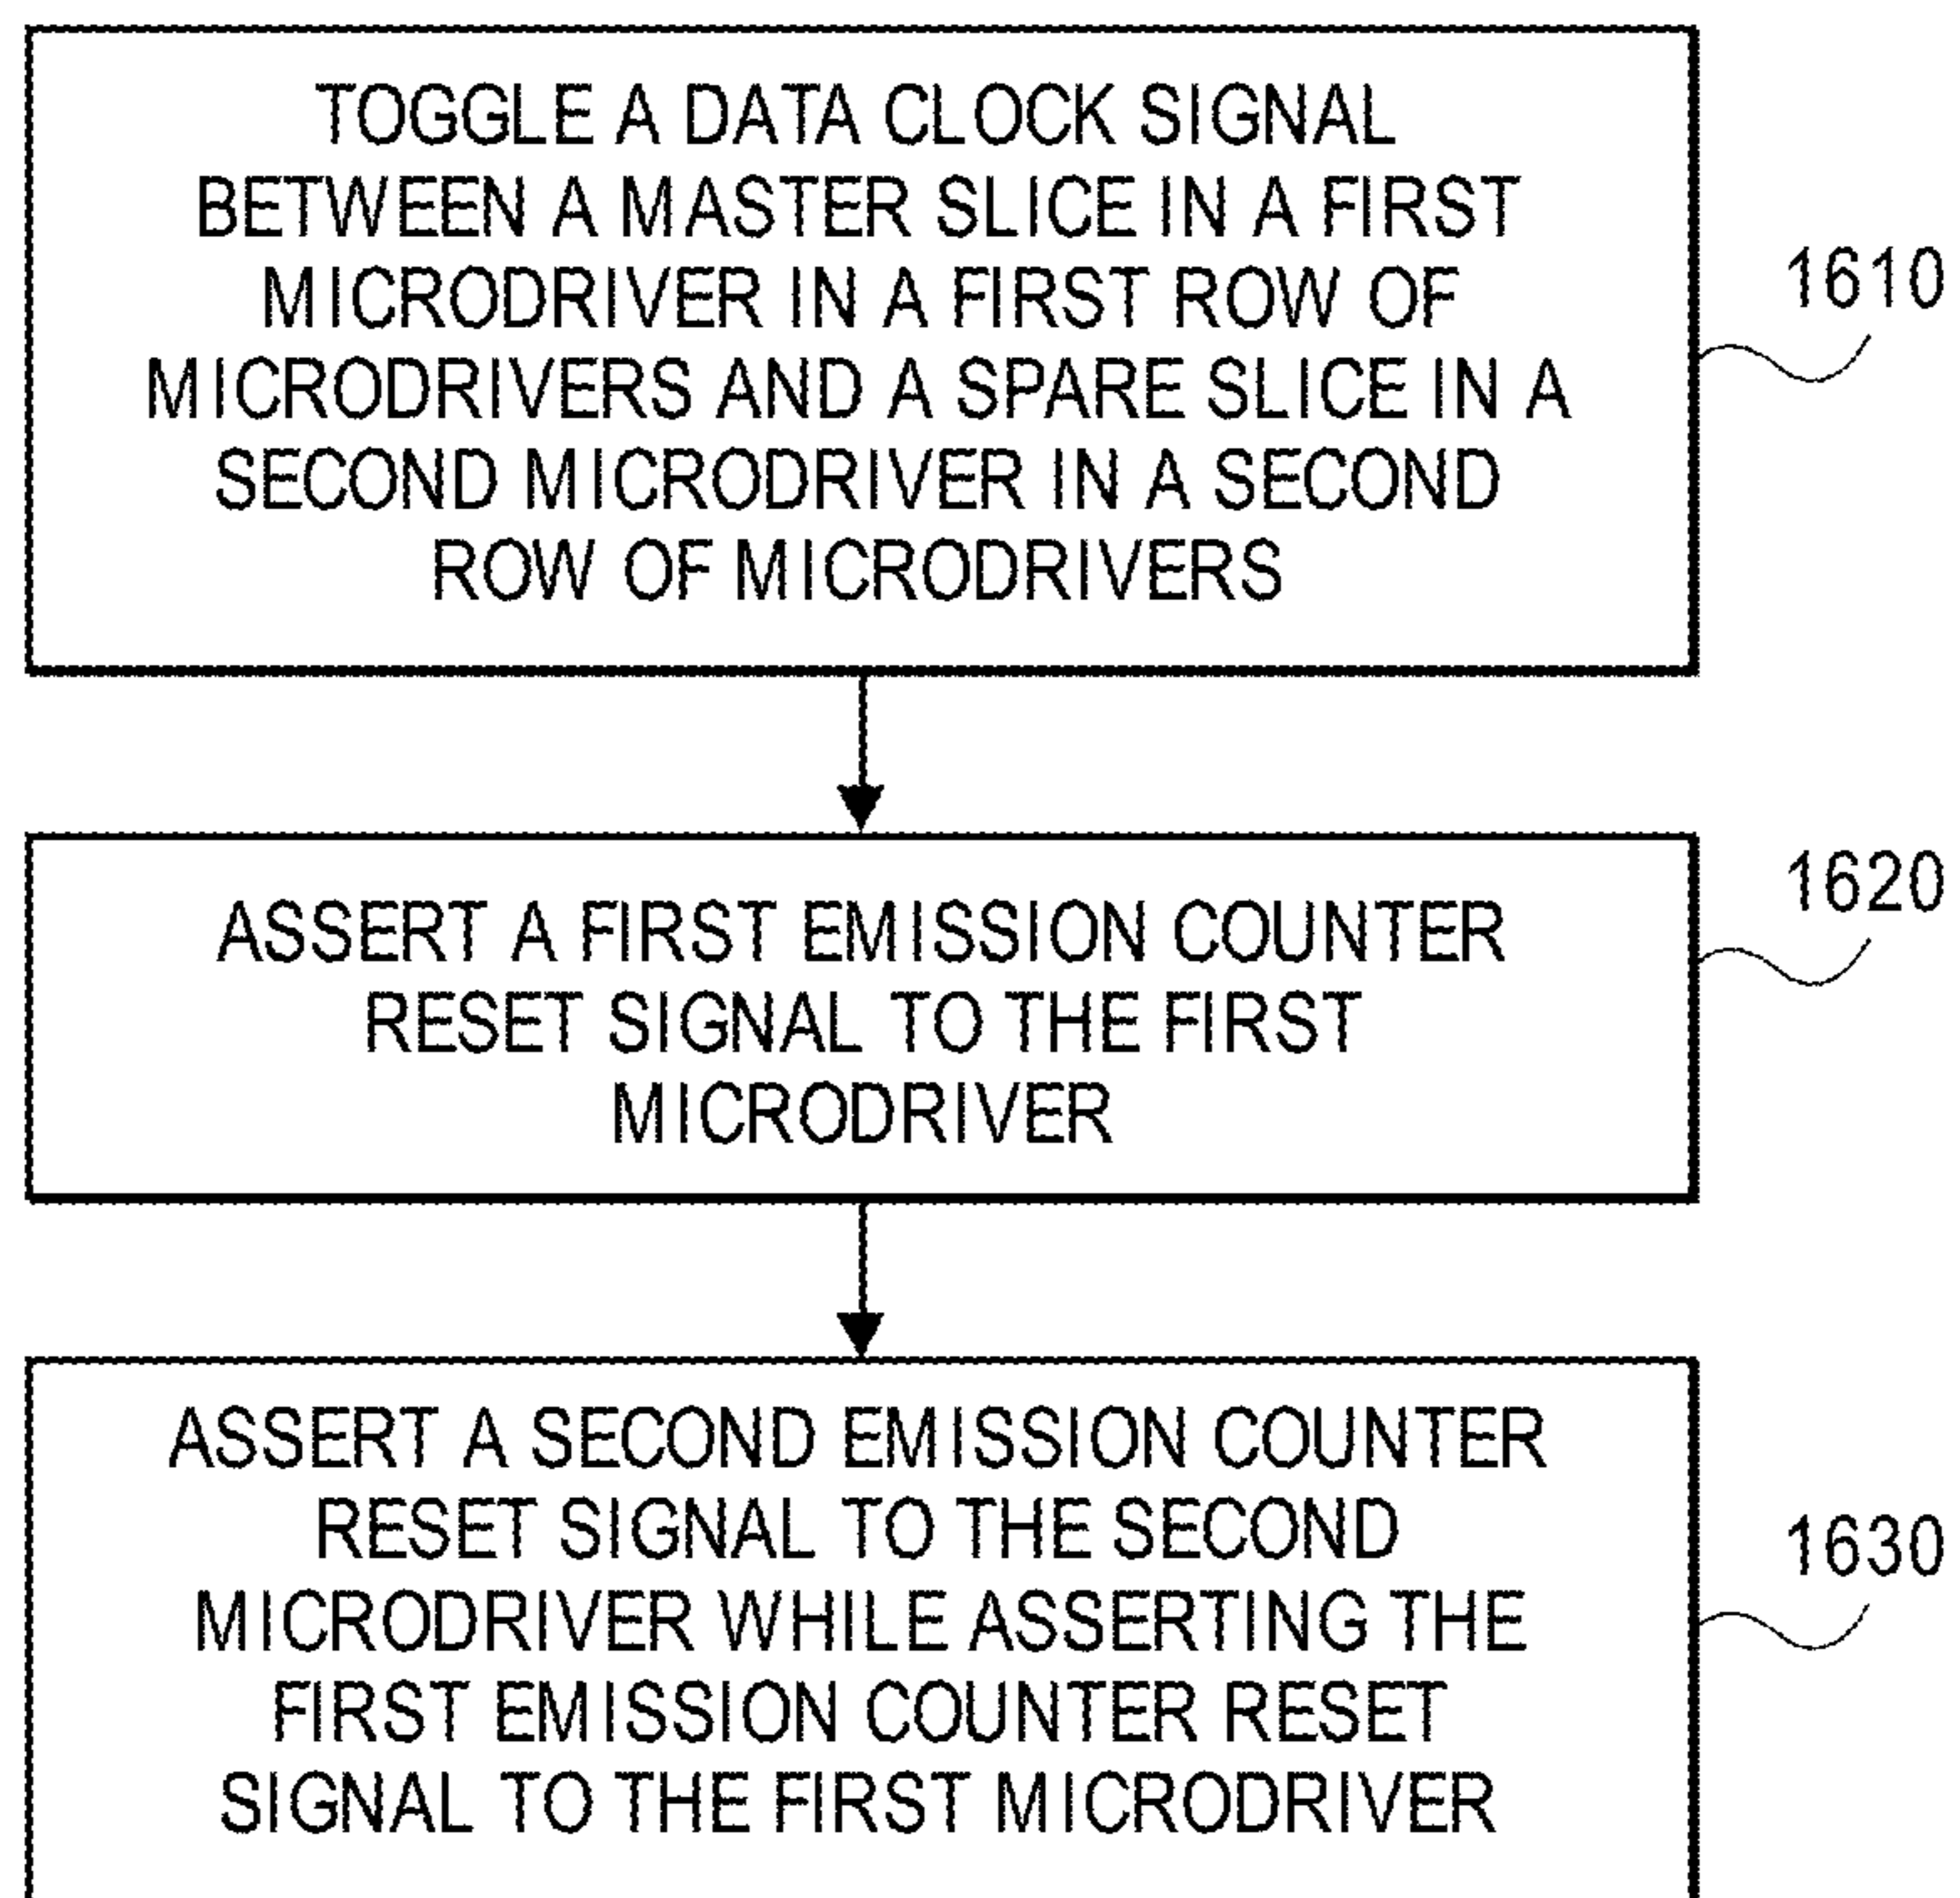 TOGGLE A DATA CLOCK SIGNAL
BETWEEN A MASTER SLICE IN A FIRST
MICRODRIVER IN A FIRST ROW OF
MICRODRIVERS AND A SPARE SLICE IN A
SECOND MICRODRIVER IN A SECOND
ROW OF MICRODRIVERS
1610
ASSERT A FIRST EMISSION COUNTER
RESET SIGNAL TO THE FIRST
MICRODRIVER
1620
ASSERT A SECOND EMISSION COUNTER
RESET SIGNAL TO THE SECOND
MICRODRIVER WHILE ASSERTING THE
FIRST EMISSION COUNTER RESET
SIGNAL TO THE FIRST MICRODRIVER
1630